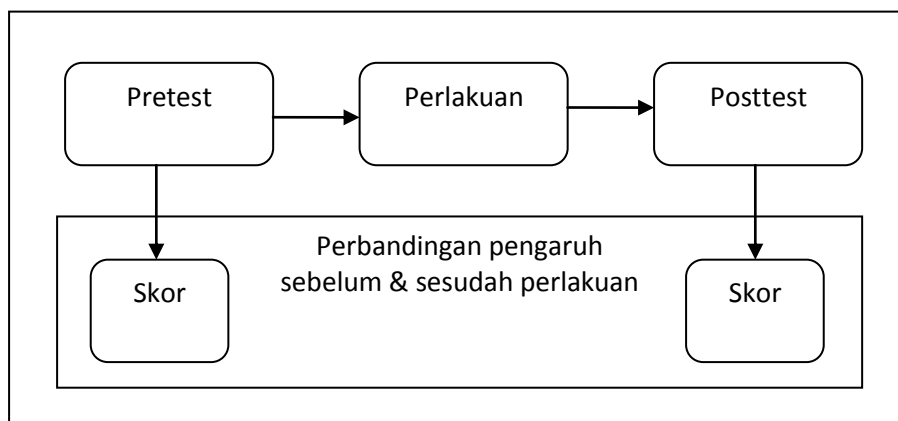 Pretest
Perlakuan
Posttest
Perbandingan pengaruh
sebelum & sesudah perlakuan
Skor
Skor